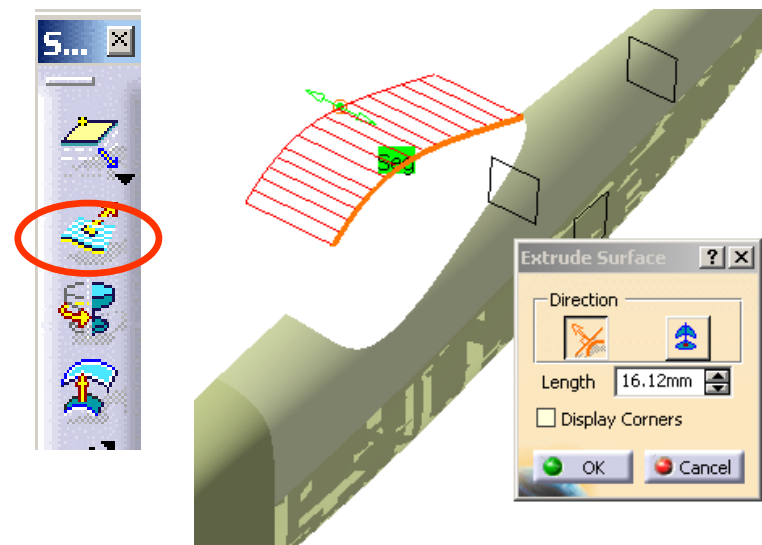 S...
Seg
Extrude Surface ? X
Direction
Length 16.12mm
Display Corners
OK Cancel